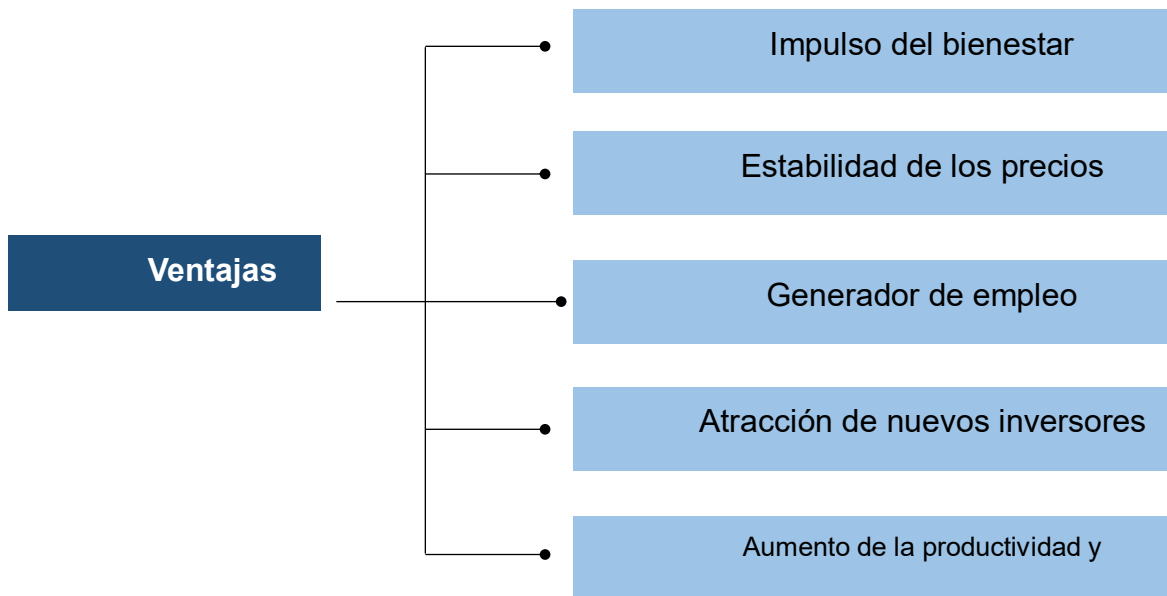 Impulso del bienestar
Estabilidad de los precios
Ventajas
Generador de empleo
Atracción de nuevos inversores
Aumento de la productividad y